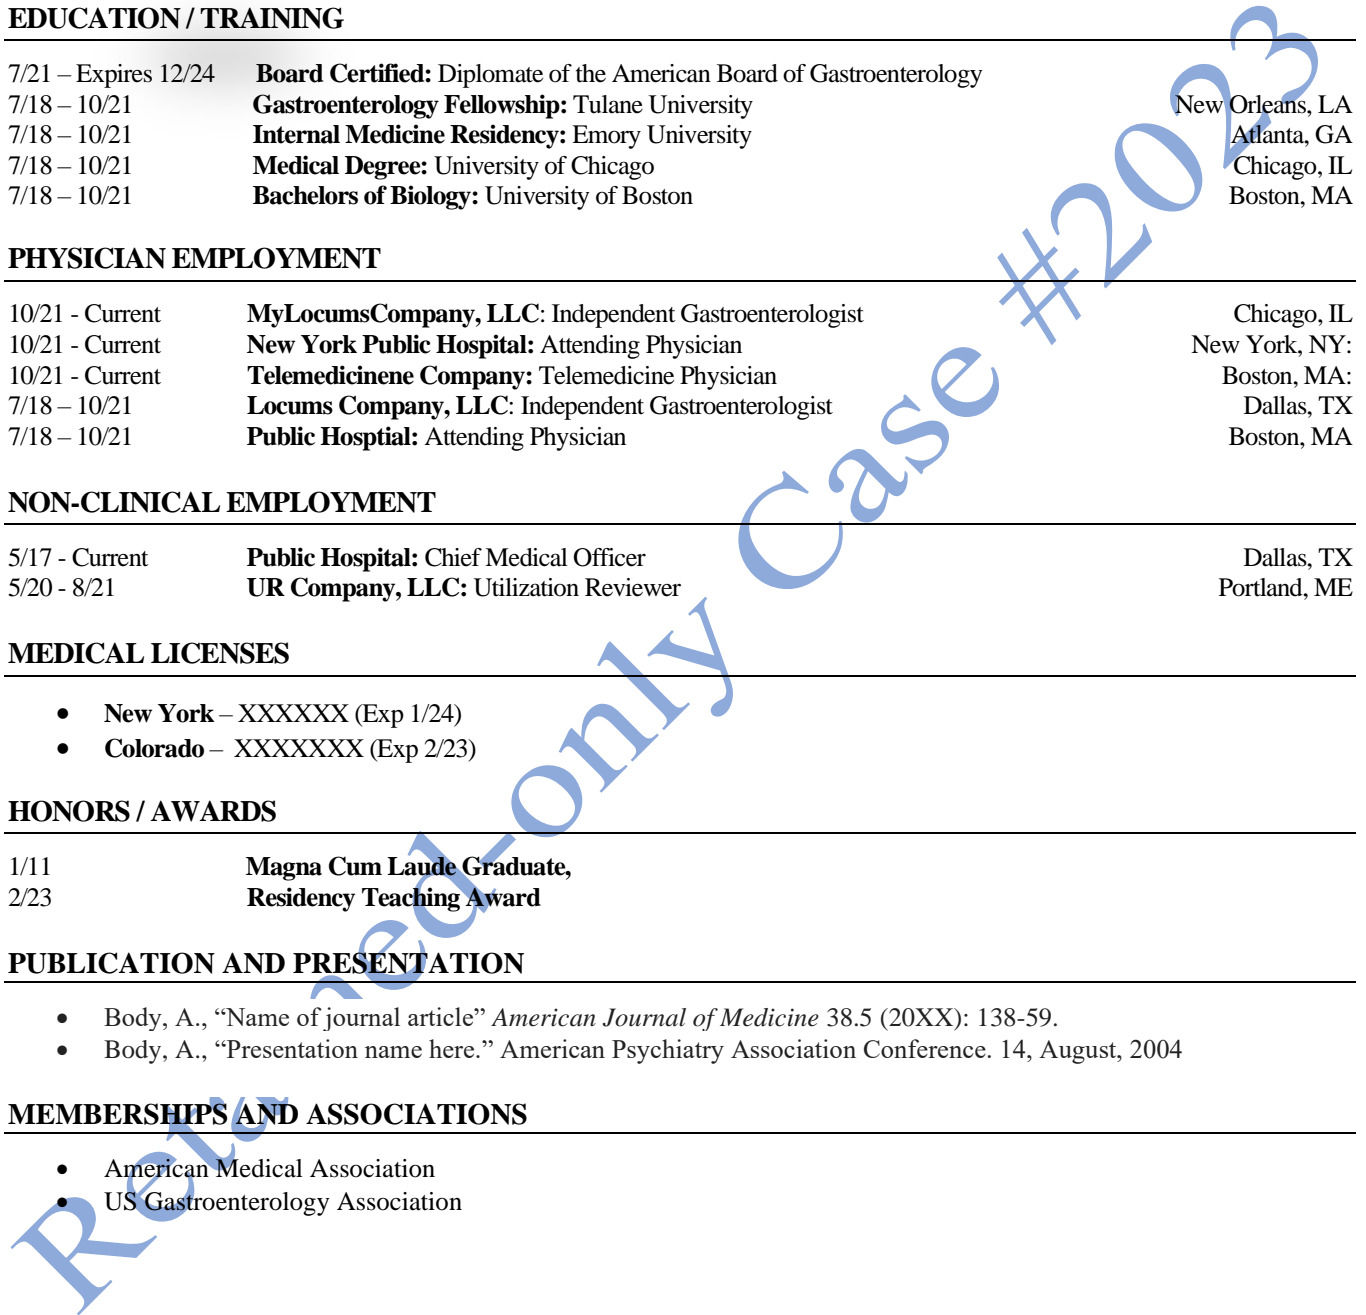 EDUCATION / TRAINING
7/21 – Expires 12/24 Board Certified: Diplomate of the American Board of Gastroenterology
7/18 – 10/21 Gastroenterology Fellowship: Tulane University New Orleans, LA
7/18 – 10/21 Internal Medicine Residency: Emory University Atlanta, GA
7/18 – 10/21 Medical Degree: University of Chicago Chicago, IL
7/18 – 10/21 Bachelors of Biology: University of Boston Boston, MA
PHYSICIAN EMPLOYMENT
10/21 - Current MyLocumsCompany, LLC: Independent Gastroenterologist Chicago, IL
10/21 - Current New York Public Hospital: Attending Physician New York, NY:
10/21 - Current Telemedicinene Company: Telemedicine Physician Boston, MA:
7/18 – 10/21 Locums Company, LLC: Independent Gastroenterologist Dallas, TX
7/18 – 10/21 Public Hosptial: Attending Physician Boston, MA
NON-CLINICAL EMPLOYMENT
5/17 - Current Public Hospital: Chief Medical Officer Dallas, TX
5/20 - 8/21 UR Company, LLC: Utilization Reviewer Portland, ME
MEDICAL LICENSES
• New York – XXXXXX (Exp 1/24)
• Colorado – XXXXXXX (Exp 2/23)
HONORS / AWARDS
1/11 Magna Cum Laude Graduate,
2/23 Residency Teaching Award
PUBLICATION AND PRESENTATION
• Body, A., “Name of journal article” American Journal of Medicine 38.5 (20XX): 138-59.
• Body, A., “Presentation name here.” American Psychiatry Association Conference. 14, August, 2004
MEMBERSHIPS AND ASSOCIATIONS
• American Medical Association
• US Gastroenterology Association
Retained-only Case #2023